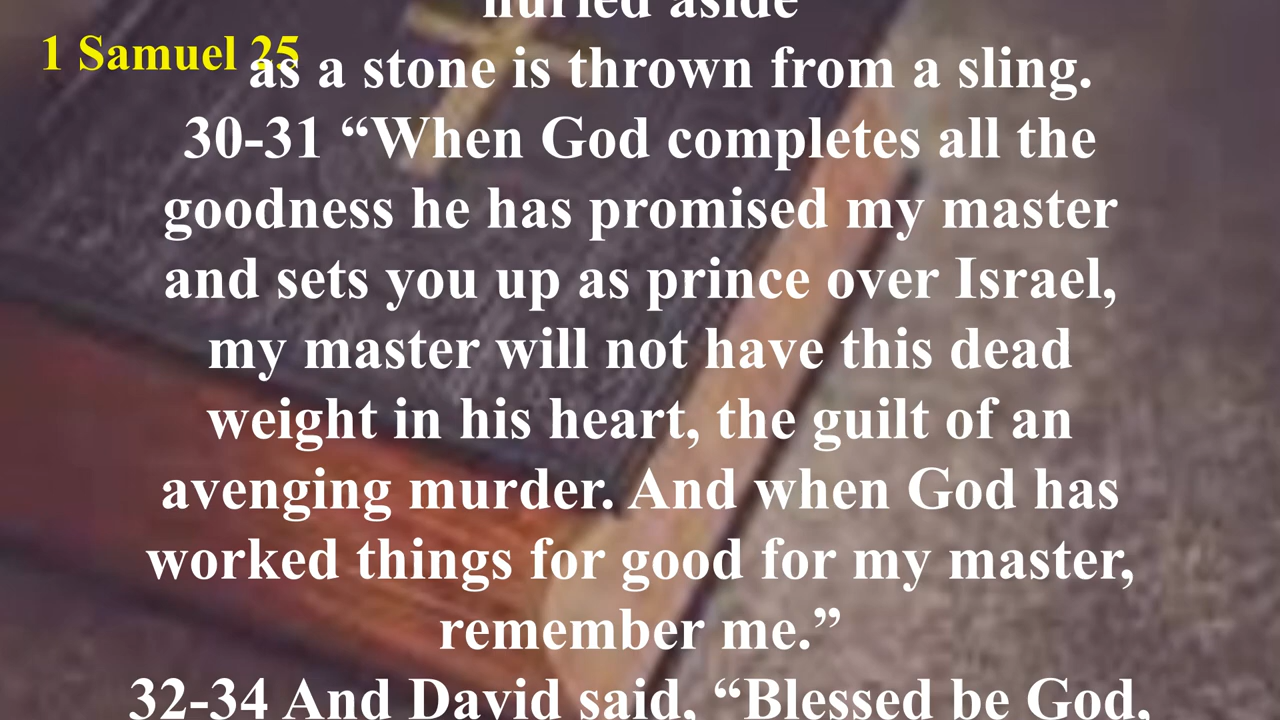 hurled aside
1 Samuel 25
as a stone is thrown from a sling.
30-31 “When God completes all the
goodness he has promised my master
and sets you up as prince over Israel,
my master will not have this dead
weight in his heart, the guilt of an
avenging murder. And when God has
worked things for good for my master,
remember me.”
32-34 And David said, “Blessed be God,